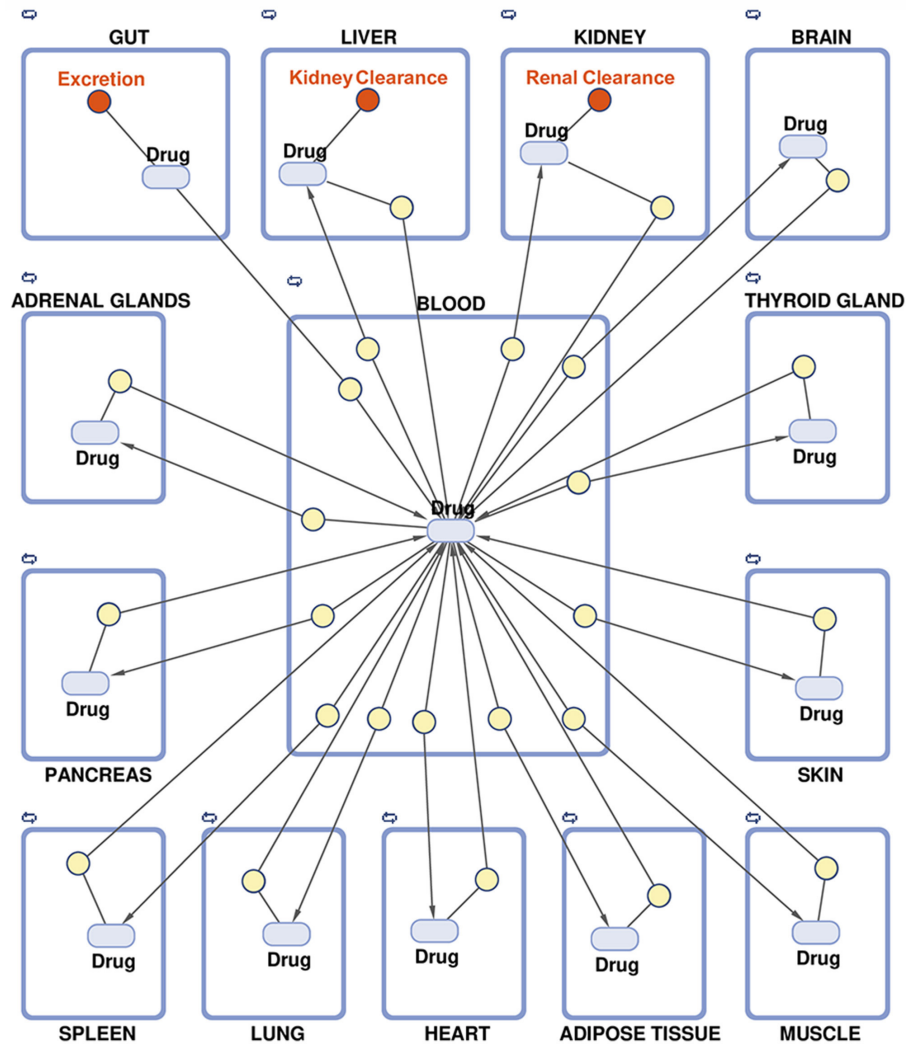 GUT
LIVER
KIDNEY
BRAIN
Excretion
Kidney Clearance
Renal Clearance
Drug
Drug
Drug
Drug
ADRENAL GLANDS
BLOOD
THYROID GLAND
Drug
Drug
Drug
Drug
Drug
PANCREAS
SKIN
Drug
Drug
Drug
Drug
Drug
SPLEEN
LUNG
HEART
ADIPOSE TISSUE
MUSCLE